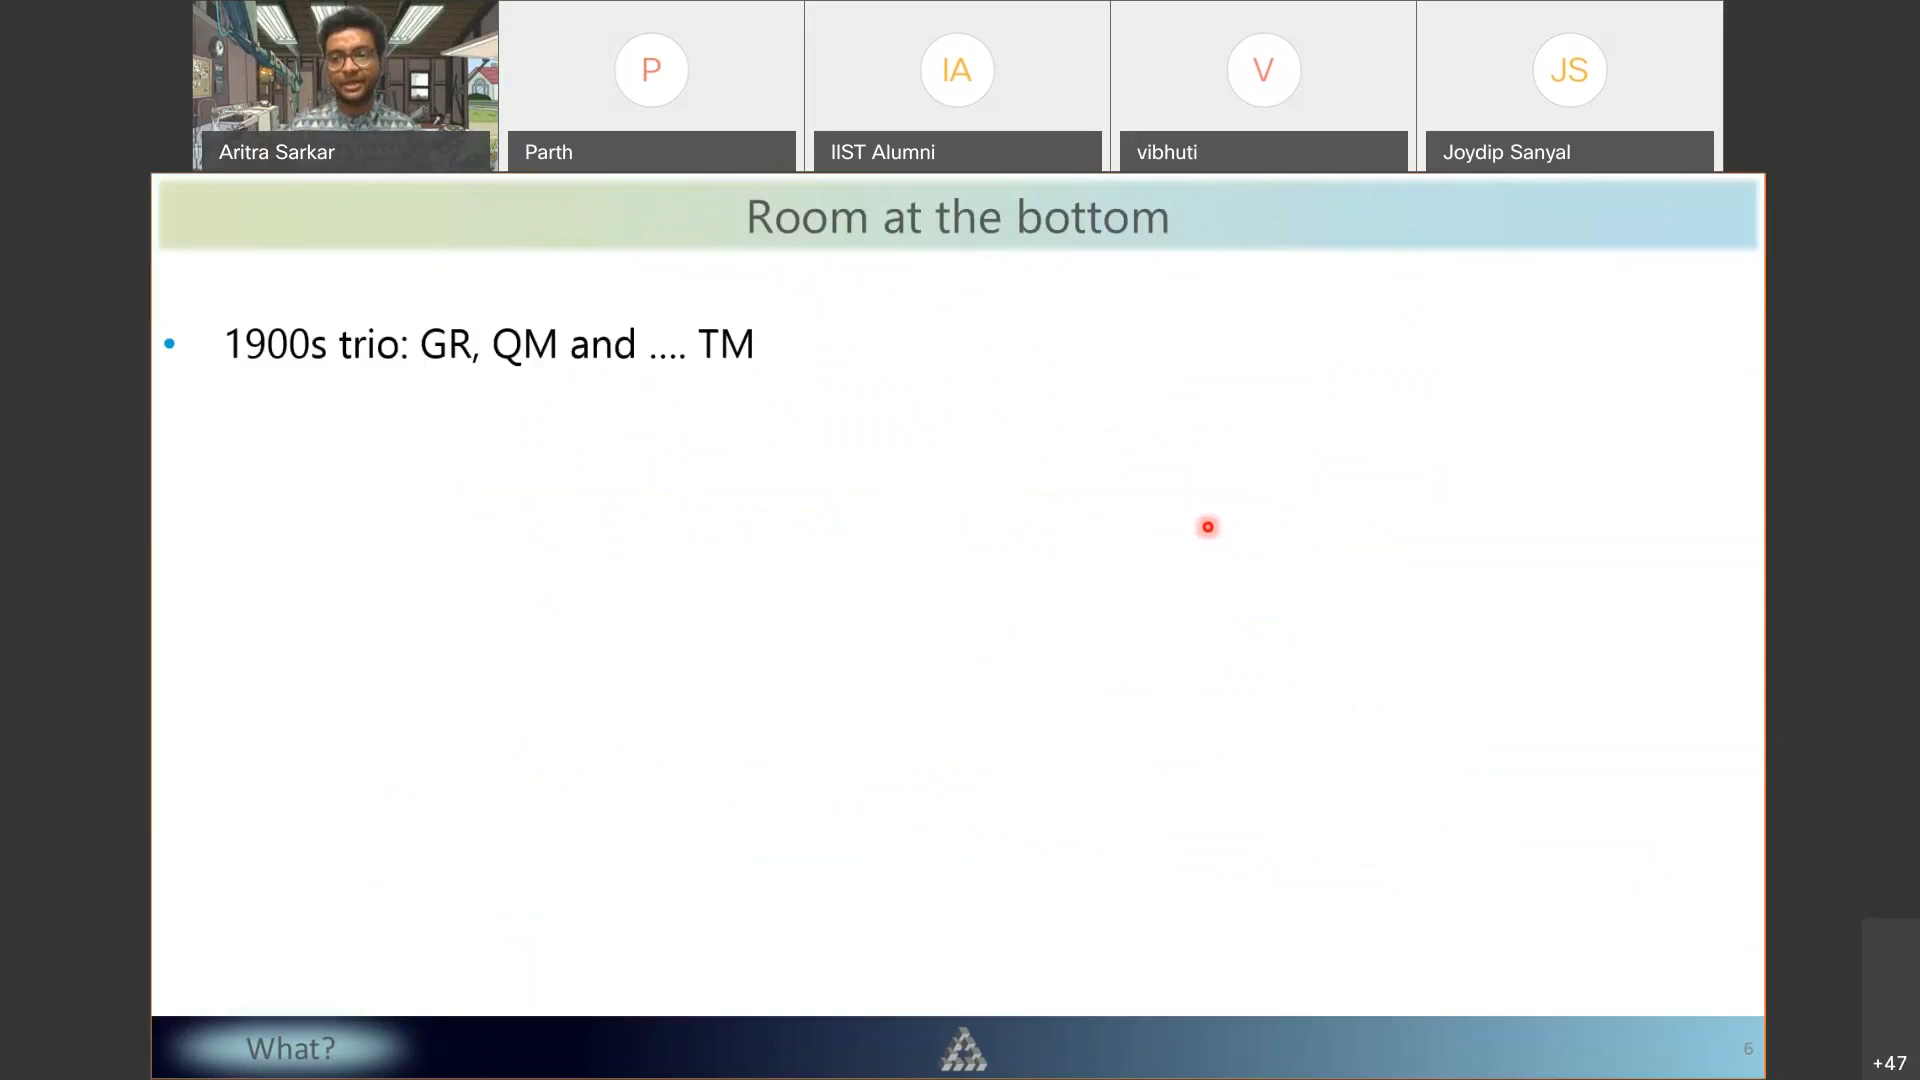 P
IA
V
JS
Aritra Sarkar
Parth
IIST Alumni
vibhuti
Joydip Sanyal
Room at the bottom
• 1900s trio: GR, QM and .... TM
What?
6
+47